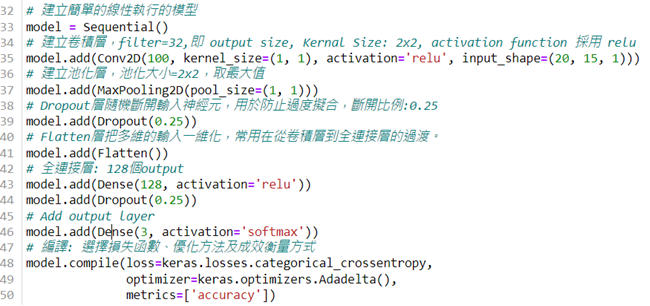 32 # 建立簡單的線性執行的模型
33 model = Sequential()
34 # 建立卷積層，filter=32,即 output size, Kernal Size: 2x2, activation function 採用 relu
35 model.add(Conv2D(100, kernel_size=(1, 1), activation='relu', input_shape=(20, 15, 1)))
36 # 建立池化層，池化大小=2x2，取最大值
37 model.add(MaxPooling2D(pool_size=(1, 1)))
38 # Dropout層隨機斷開輸入神經元，用於防止過度擬合，斷開比例:0.25
39 model.add(Dropout(0.25))
40 # Flatten層把多維的輸入一維化，常用在從卷積層到全連接層的過渡。
41 model.add(Flatten())
42 # 全連接層: 128個output
43 model.add(Dense(128, activation='relu'))
44 model.add(Dropout(0.25))
45 # Add output layer
46 model.add(Dense(3, activation='softmax'))
47 # 編譯: 選擇損失函數、優化方法及成效衡量方式
48 model.compile(loss=keras.losses.categorical_crossentropy,
49 optimizer=keras.optimizers.Adadelta(),
50 metrics=['accuracy'])